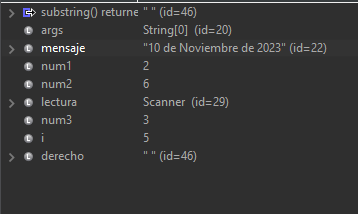 substring() returne " " (id=46)
args String[0] (id=20)
mensaje "10 de Noviembre de 2023" (id=22)
num1 2
num2 6
lectura Scanner (id=29)
num3 3
i 5
derecho " " (id=46)